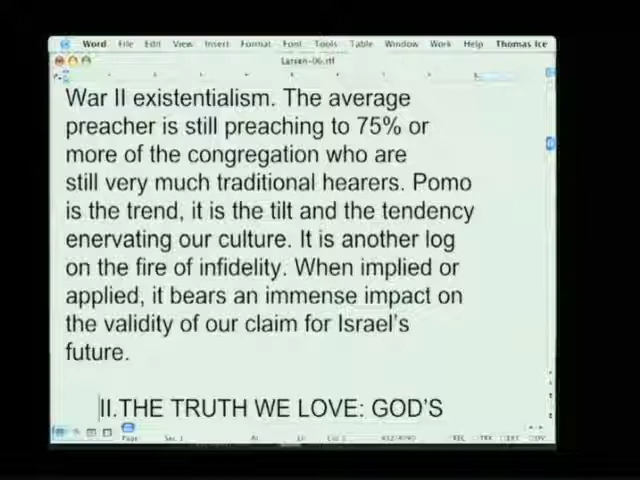 Word File Edit View Insert Format Font Tools Table Window Work Help Thomas Ice
Larsen-06.rtf
War II existentialism. The average
preacher is still preaching to 75% or
more of the congregation who are
still very much traditional hearers. Pomo
is the trend, it is the tilt and the tendency
enervating our culture. It is another log
on the fire of infidelity. When implied or
applied, it bears an immense impact on
the validity of our claim for Israel's
future.
II.THE TRUTH WE LOVE: GOD'S
Page Sec 1